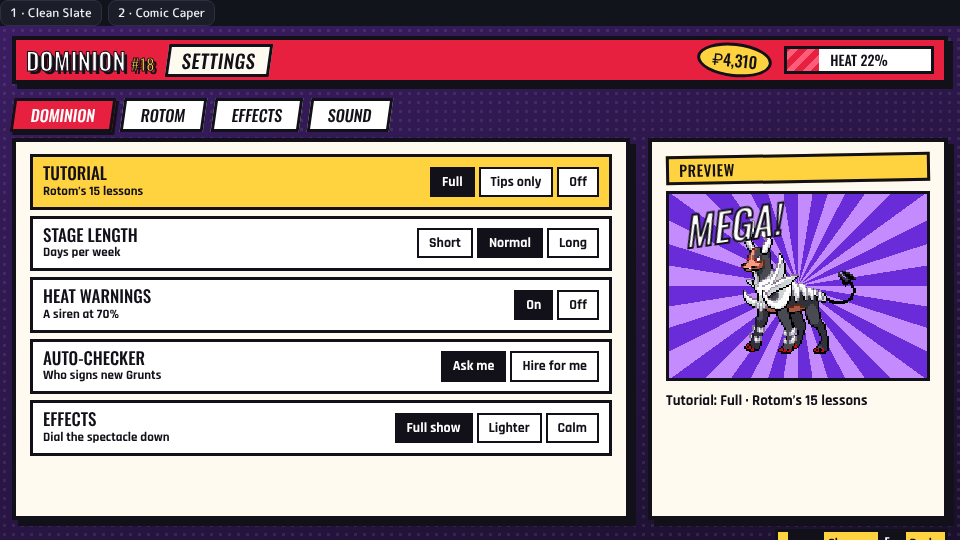 1 · Clean Slate
2 · Comic Caper
DOMINION #18 SETTINGS
₽4,310
HEAT 22%
DOMINION
ROTOM
EFFECTS
SOUND
TUTORIAL
Rotom's 15 lessons
Full
Tips only
Off
STAGE LENGTH
Days per week
Short
Normal
Long
HEAT WARNINGS
A siren at 70%
On
Off
AUTO-CHECKER
Who signs new Grunts
Ask me
Hire for me
EFFECTS
Dial the spectacle down
Full show
Lighter
Calm
PREVIEW
MEGA!
Tutorial: Full · Rotom's 15 lessons